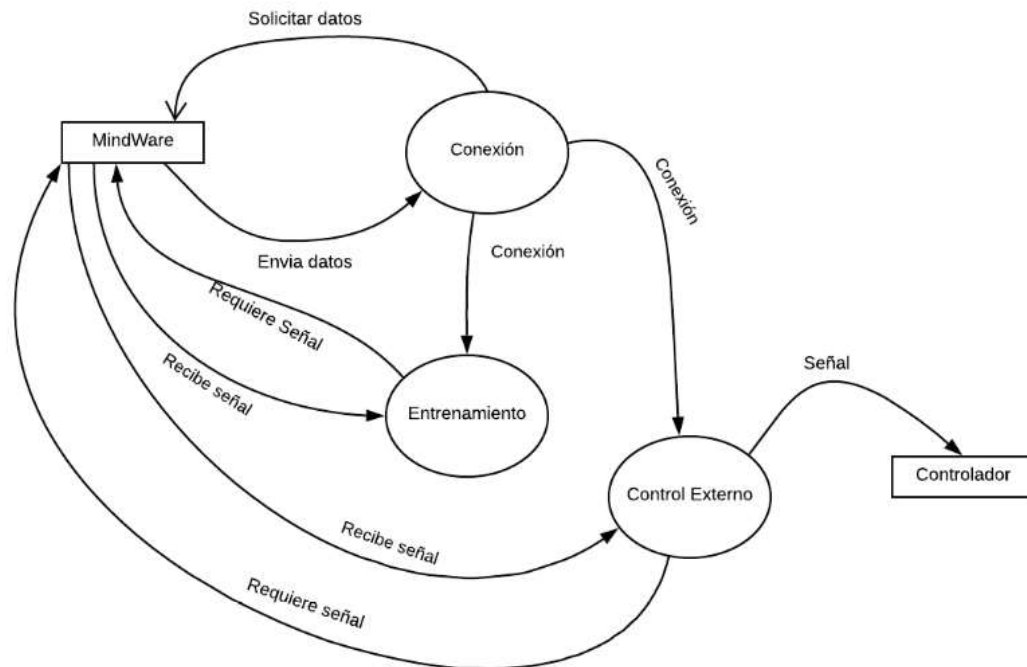 Solicitar datos
MindWare
Conexión
Conexión
Envia datos
Conexión
Requiere Señal
Recibe señal
Entrenamiento
Señal
Controlador
Control Externo
Recibe señal
Requiere señal